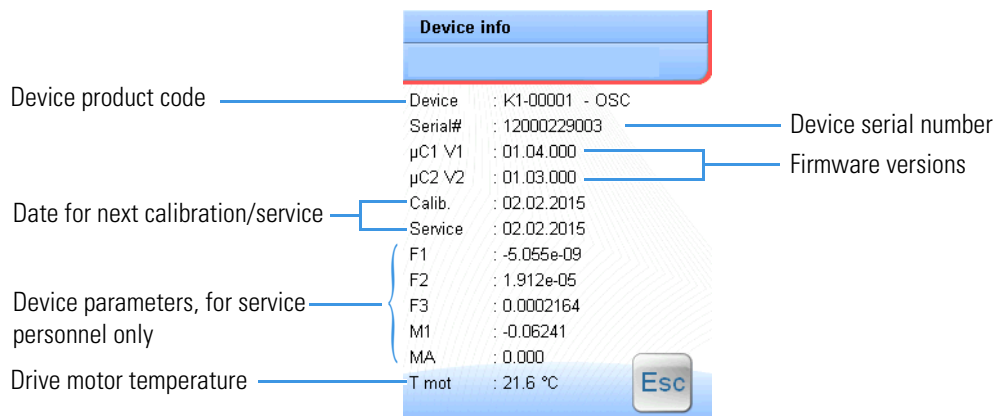 Device info
Device product code
Device : K1-00001 - OSC
Serial# : 12000229003
Device serial number
µC1 V1 : 01.04.000
Firmware versions
µC2 V2 : 01.03.000
Calib. : 02.02.2015
Date for next calibration/service
Service : 02.02.2015
F1 : -5.055e-09
F2 : 1.912e-05
Device parameters, for service
personnel only
F3 : 0.0002164
M1 : -0.06241
MA : 0.000
Drive motor temperature
T mot : 21.6 °C
Esc